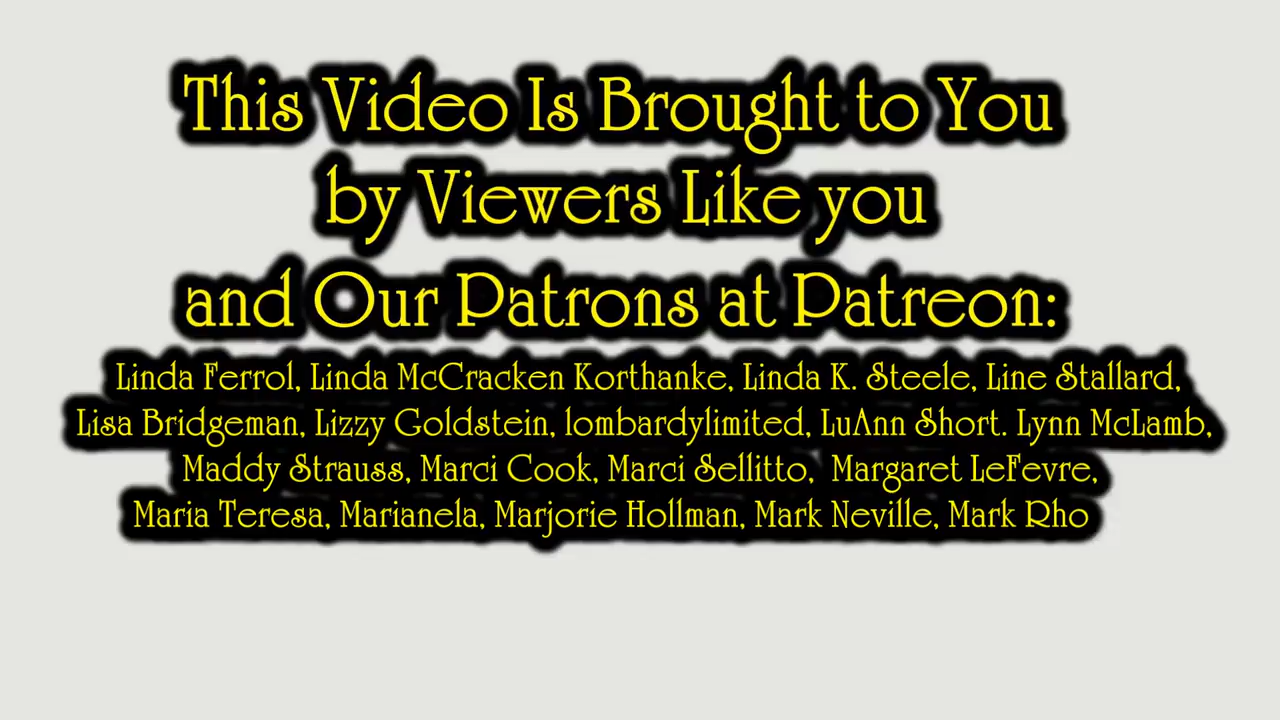 This Video Is Brought to You
by Viewers Like you
and Our Patrons at Patreon:
Linda Ferrol, Linda McCracken Korthanke, Linda K. Steele, Line Stallard,
Lisa Bridgeman, Lizzy Goldstein, lombardylimited, LuAnn Short. Lynn McLamb,
Maddy Strauss, Marci Cook, Marci Sellitto,  Margaret LeFevre,
Maria Teresa, Marianela, Marjorie Hollman, Mark Neville, Mark Rho